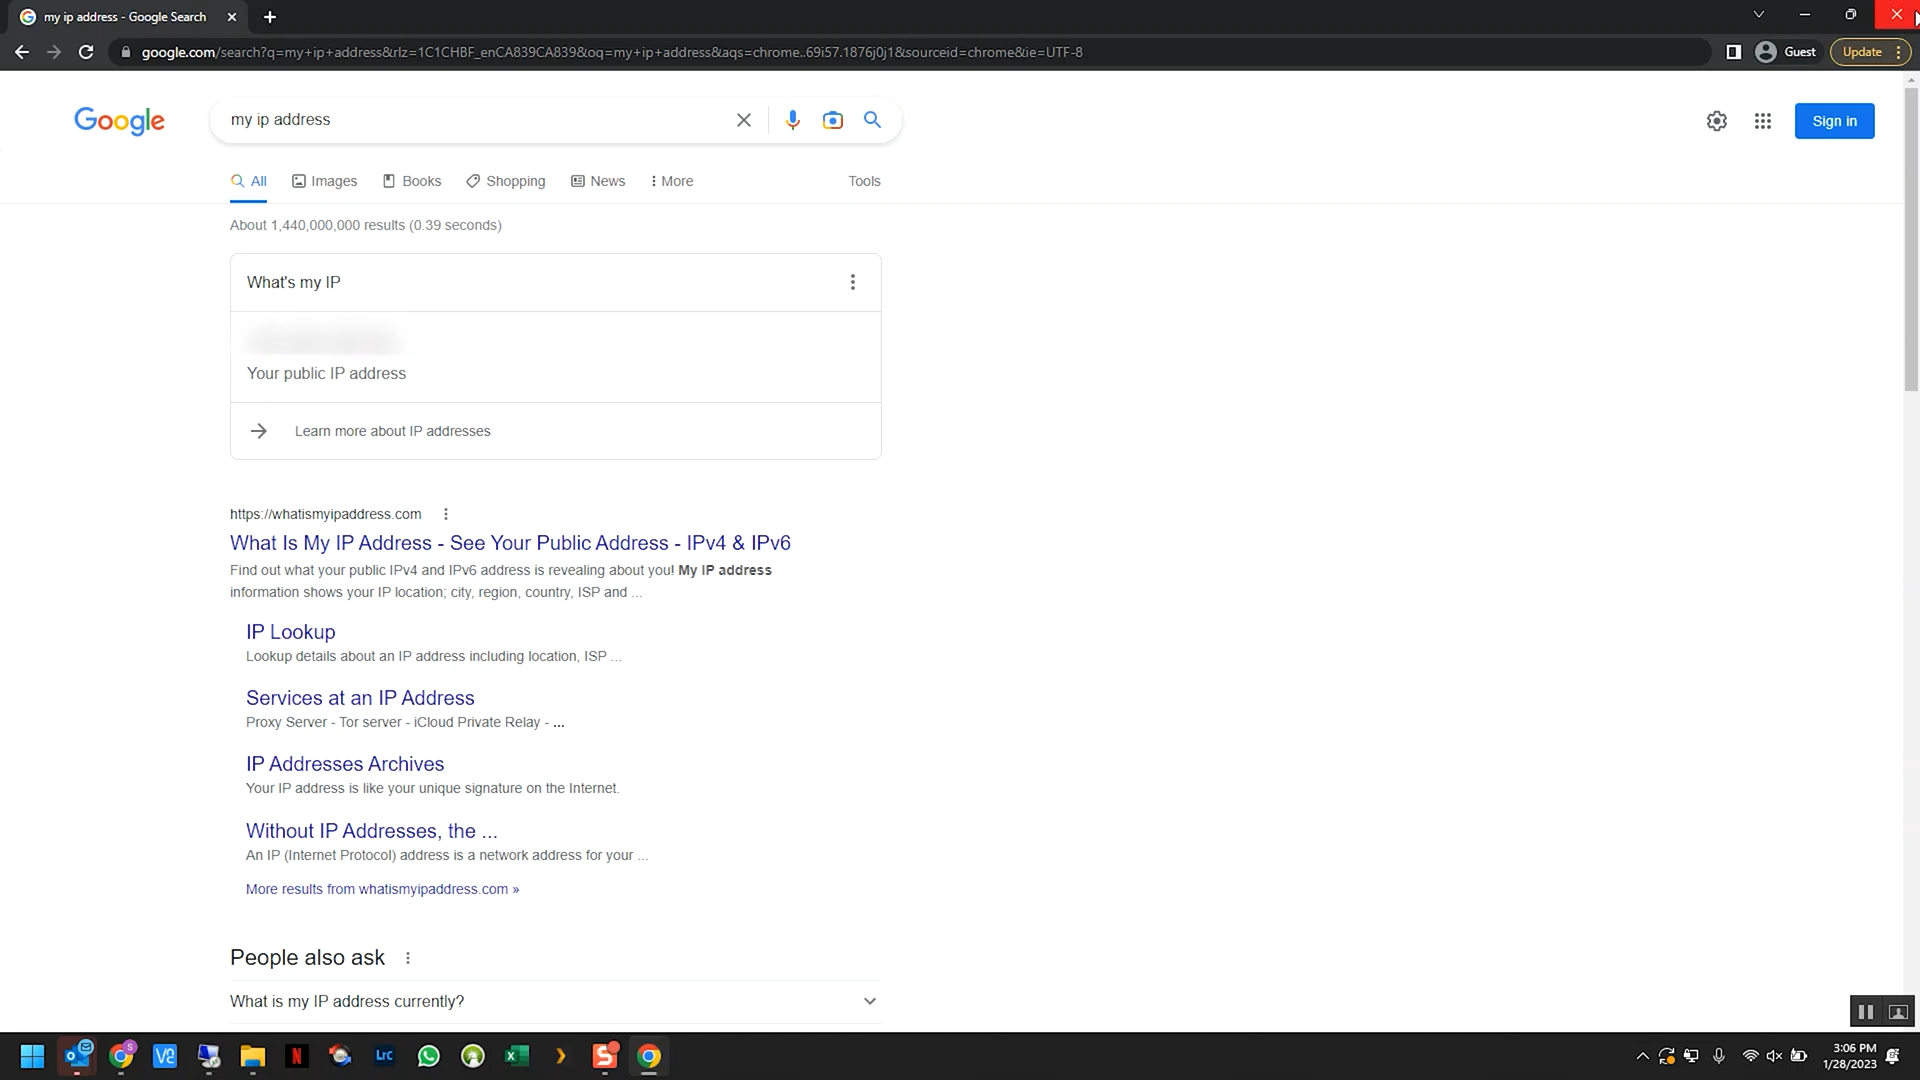 my ip address - Google Search
google.com/search?q=my+ip+address&rlz=1C1CHBF_enCA839CA839&oq=my+ip+address&aqs=chrome..69i57.1876j0j1&sourceid=chrome&ie=UTF-8
Guest
Update
Google
my ip address
Sign in
All
Images
Books
Shopping
News
More
Tools
About 1,440,000,000 results (0.39 seconds)
What's my IP
Your public IP address
Learn more about IP addresses
https://whatismyipaddress.com
What Is My IP Address - See Your Public Address - IPv4 & IPv6
Find out what your public IPv4 and IPv6 address is revealing about you! My IP address
information shows your IP location; city, region, country, ISP and ...
IP Lookup
Lookup details about an IP address including location, ISP ...
Services at an IP Address
Proxy Server - Tor server - iCloud Private Relay - ...
IP Addresses Archives
Your IP address is like your unique signature on the Internet.
Without IP Addresses, the ...
An IP (Internet Protocol) address is a network address for your ...
More results from whatismyipaddress.com »
People also ask
What is my IP address currently?
Lrc
3:06 PM
1/28/2023